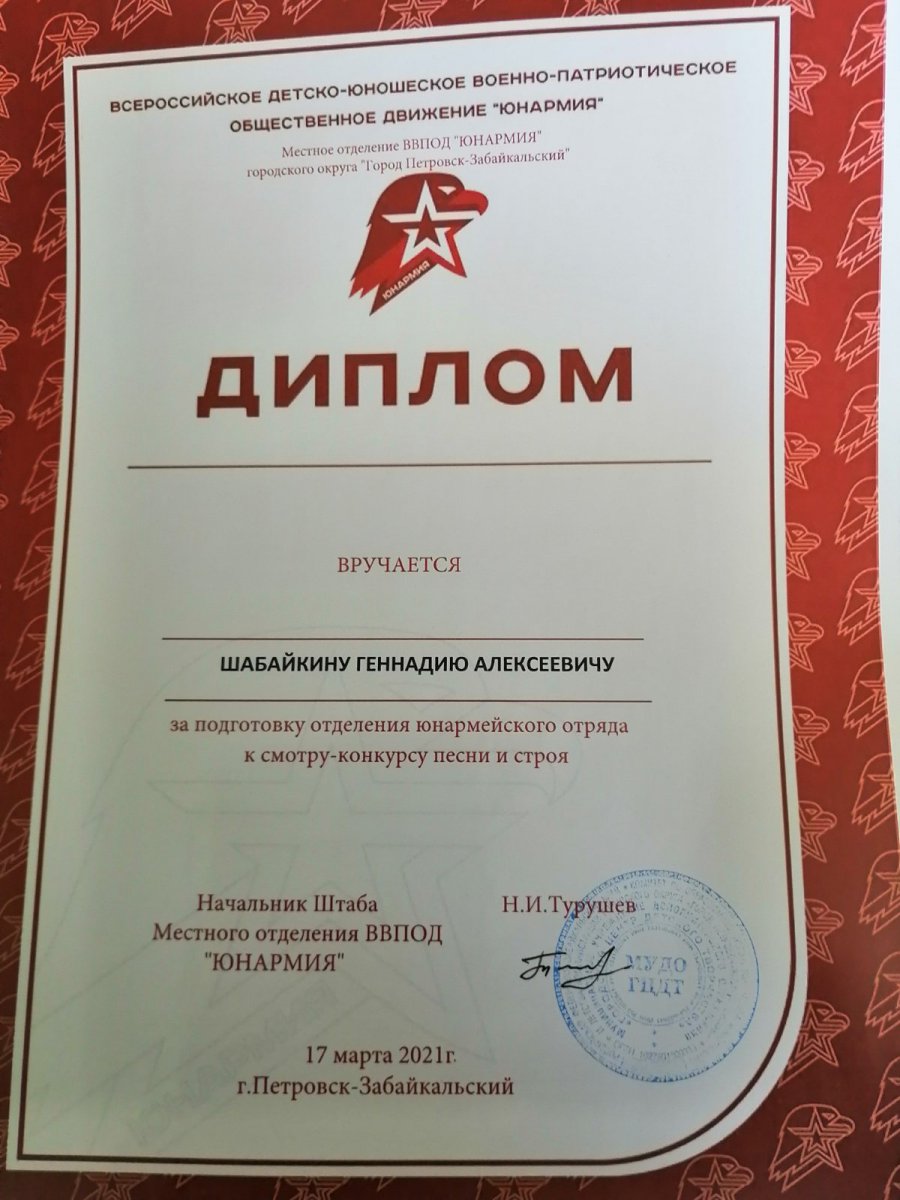 ВСЕРОССИЙСКОЕ ДЕТСКО-ЮНОШЕСКОЕ ВОЕННО-ПАТРИОТИЧЕСКОЕ
ОБЩЕСТВЕННОЕ ДВИЖЕНИЕ "ЮНАРМИЯ"
Местное отделение ВВПОД "ЮНАРМИЯ"
городского округа "Город Петровск-Забайкальский"
ЮНАРМИЯ
ДИПЛОМ
ВРУЧАЕТСЯ
ШАБАЙКИНУ ГЕННАДИЮ АЛЕКСЕЕВИЧУ
за подготовку отделения юнармейского отряда
к смотру-конкурсу песни и строя
Начальник Штаба Н.И.Турушев
Местного отделения ВВПОД
"ЮНАРМИЯ"
МУДО
ГЦДТ
17 марта 2021г.
г.Петровск-Забайкальский